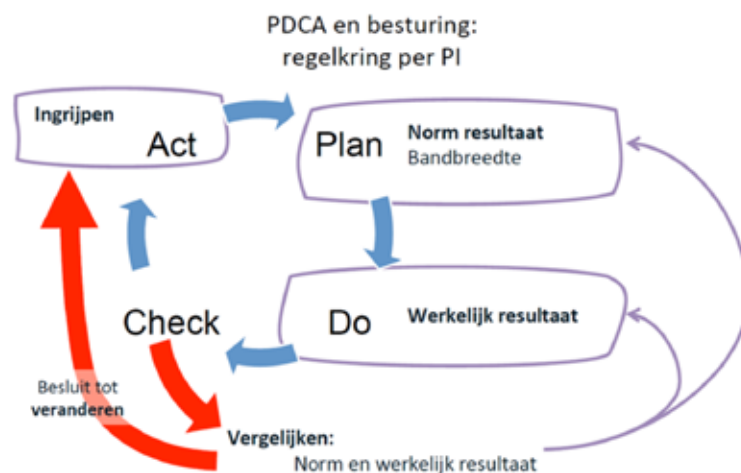 PDCA en besturing:
regelkring per PI
Ingrijpen
Act
Plan
Norm resultaat
Bandbreedte
Check
Do
Werkelijk resultaat
Besluit tot
veranderen
Vergelijken:
Norm en werkelijk resultaat